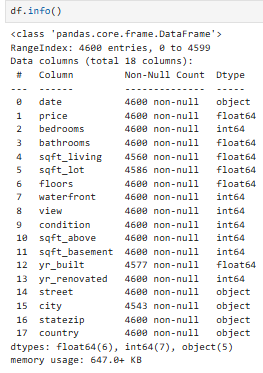 df.info()
<class 'pandas.core.frame.DataFrame'>
RangeIndex: 4600 entries, 0 to 4599
Data columns (total 18 columns):
 #   Column         Non-Null Count  Dtype
---  ------         --------------  -----
 0   date           4600 non-null   object
 1   price          4600 non-null   float64
 2   bedrooms       4600 non-null   int64
 3   bathrooms      4600 non-null   float64
 4   sqft_living    4560 non-null   float64
 5   sqft_lot       4586 non-null   float64
 6   floors         4600 non-null   float64
 7   waterfront     4600 non-null   int64
 8   view           4600 non-null   int64
 9   condition      4600 non-null   int64
 10  sqft_above     4600 non-null   int64
 11  sqft_basement  4600 non-null   int64
 12  yr_built       4577 non-null   float64
 13  yr_renovated   4600 non-null   int64
 14  street         4600 non-null   object
 15  city           4543 non-null   object
 16  statezip       4600 non-null   object
 17  country        4600 non-null   object
dtypes: float64(6), int64(7), object(5)
memory usage: 647.0+ KB